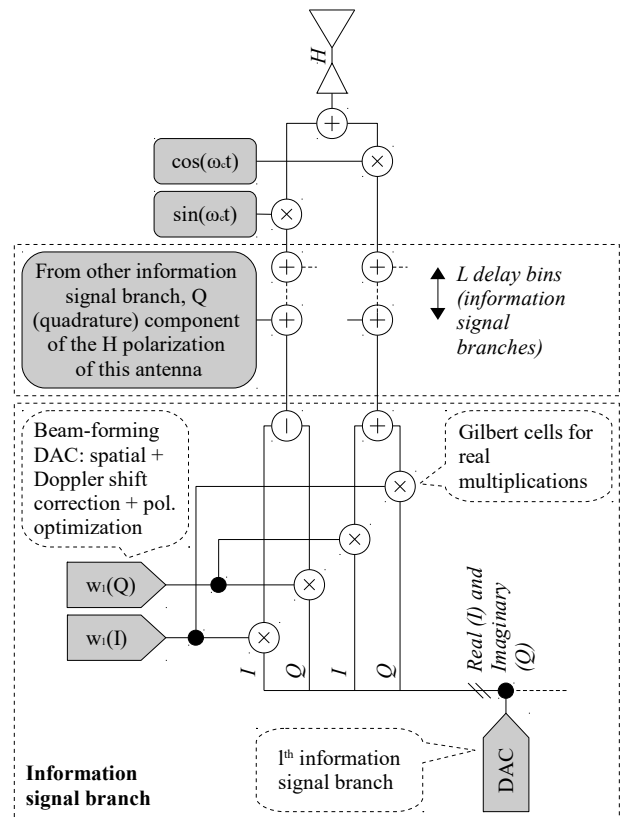 H
+
cos(ωct)
×
sin(ωct)
×
From other information
signal branch, Q
(quadrature) component
of the H polarization
of this antenna
+
+
+
+
L delay bins
(information
signal
branches)
Beam-forming
DAC: spatial +
Doppler shift
correction + pol.
optimization
−
+
Gilbert cells for
real
multiplications
×
×
w1(Q)
×
w1(I)
×
I
Q
I
Q
Real (I) and
Imaginary
(Q)
lth information
signal branch
DAC
Information
signal branch